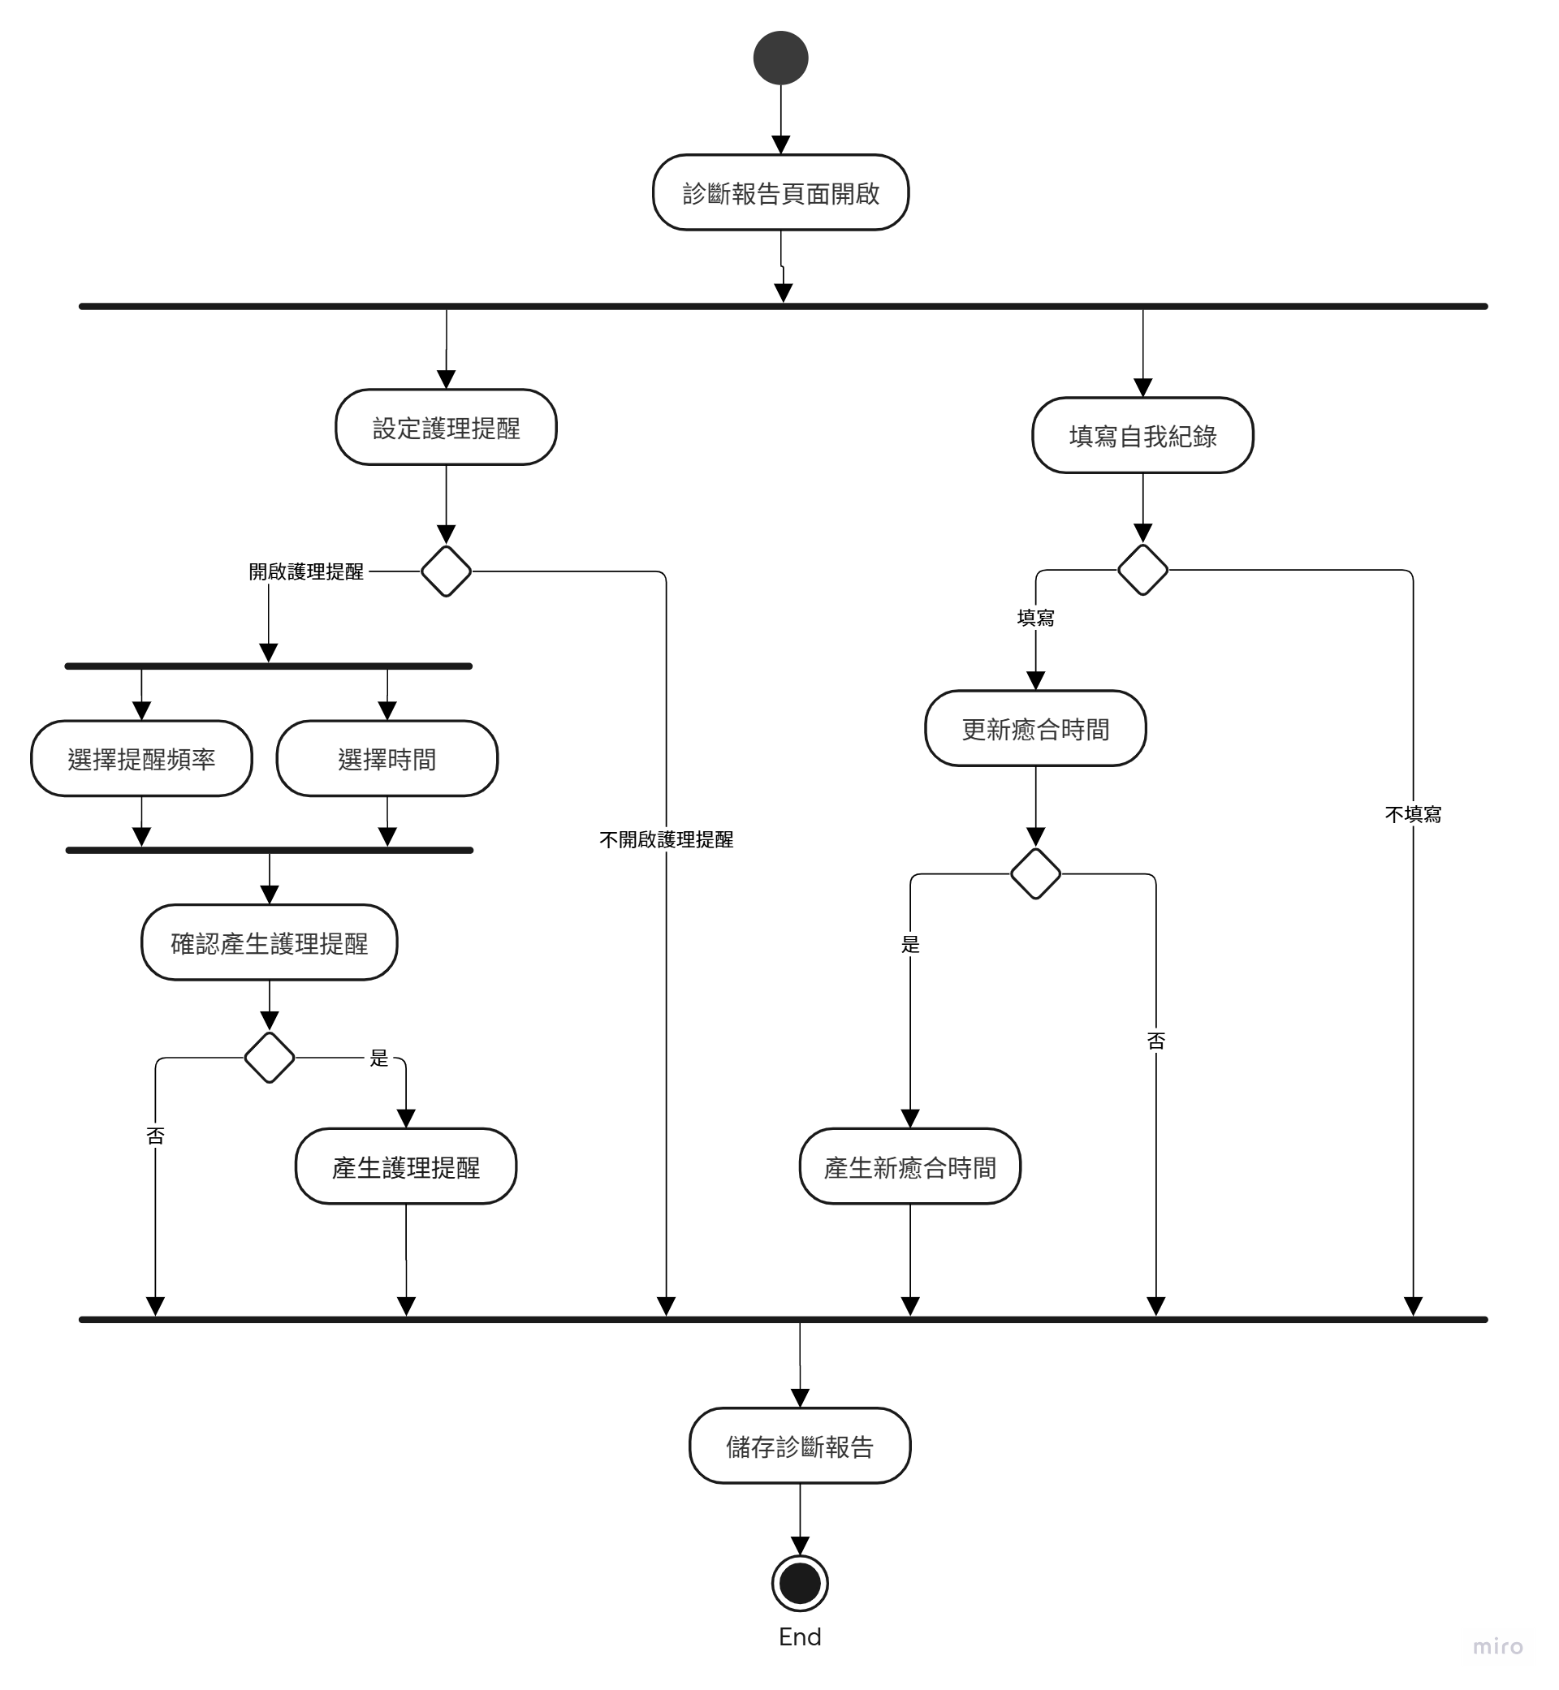 診斷報告頁面開啟
設定護理提醒
填寫自我紀錄
開啟護理提醒
填寫
選擇提醒頻率
選擇時間
更新癒合時間
不開啟護理提醒
不填寫
確認產生護理提醒
是
否
是
否
產生護理提醒
產生新癒合時間
儲存診斷報告
End
miro